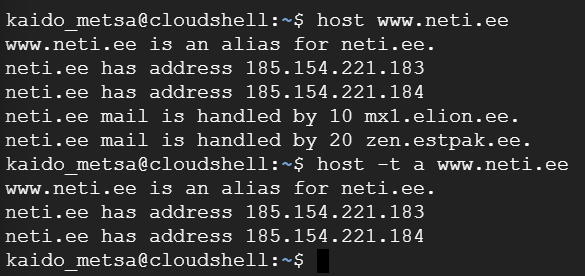 kaido_metsa@cloudshell:~$ host www.neti.ee
www.neti.ee is an alias for neti.ee.
neti.ee has address 185.154.221.183
neti.ee has address 185.154.221.184
neti.ee mail is handled by 10 mx1.elion.ee.
neti.ee mail is handled by 20 zen.estpak.ee.
kaido_metsa@cloudshell:~$ host -t a www.neti.ee
www.neti.ee is an alias for neti.ee.
neti.ee has address 185.154.221.183
neti.ee has address 185.154.221.184
kaido_metsa@cloudshell:~$